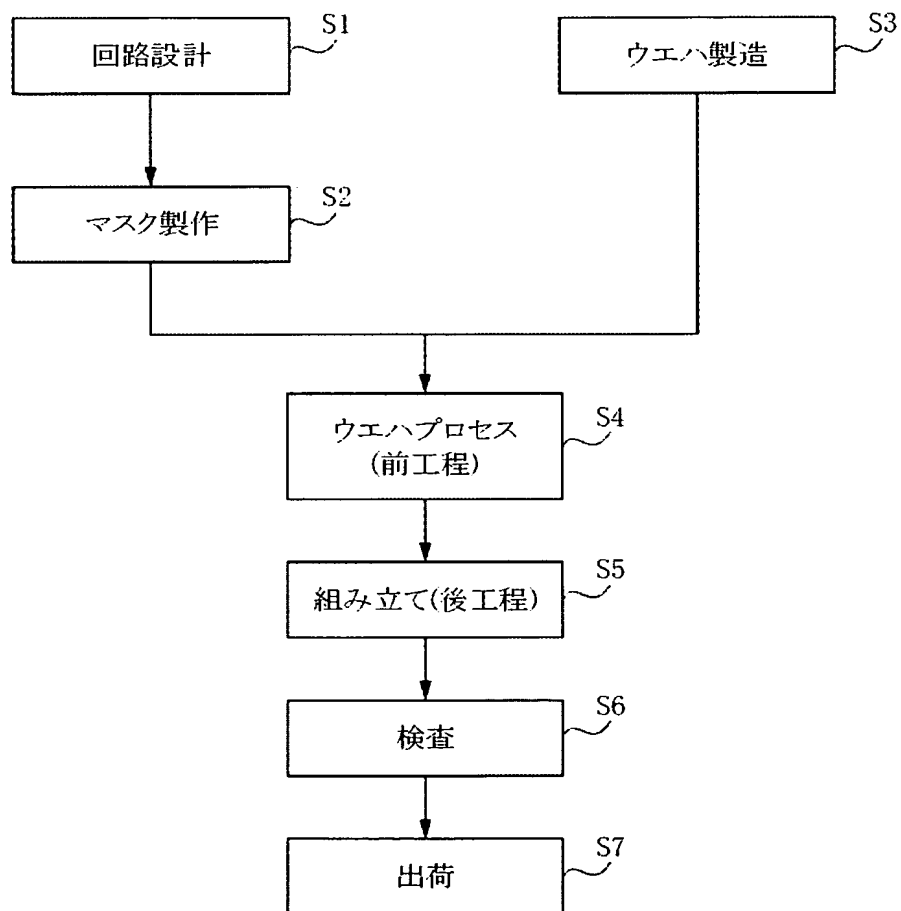 回路設計
S1
ウエハ製造
S3
マスク製作
S2
ウエハプロセス
(前工程)
S4
組み立て(後工程)
S5
検査
S6
出荷
S7